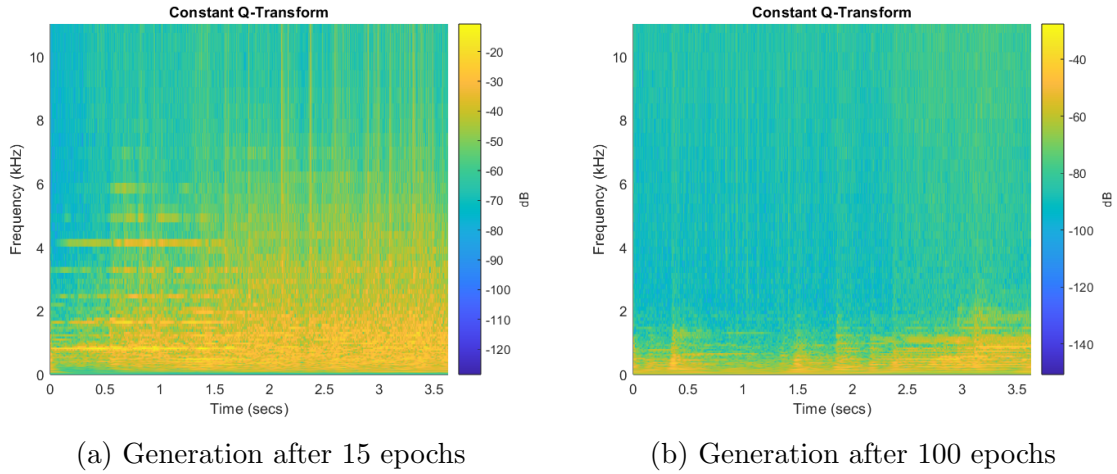 Constant Q-Transform
10
8
6
4
2
0
Frequency (kHz)
0 0.5 1 1.5 2 2.5 3 3.5
Time (secs)
-20
-30
-40
-50
-60
-70
-80
-90
-100
-110
-120
dB
(a) Generation after 15 epochs
Constant Q-Transform
10
8
6
4
2
0
Frequency (kHz)
0 0.5 1 1.5 2 2.5 3 3.5
Time (secs)
-40
-60
-80
-100
-120
-140
dB
(b) Generation after 100 epochs